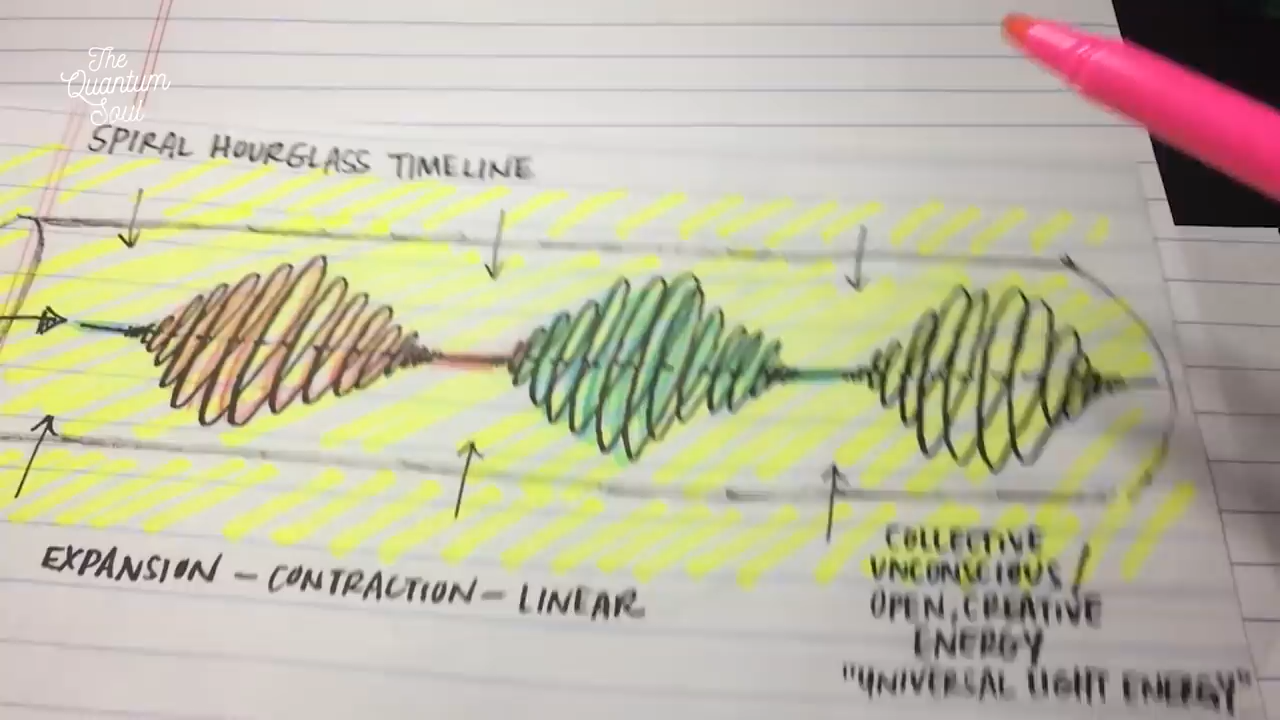 The
Quantum
Soul
SPIRAL HOURGLASS TIMELINE
EXPANSION - CONTRACTION - LINEAR
COLLECTIVE
UNCONSCIOUS /
OPEN, CREATIVE
ENERGY
"UNIVERSAL LIGHT ENERGY"